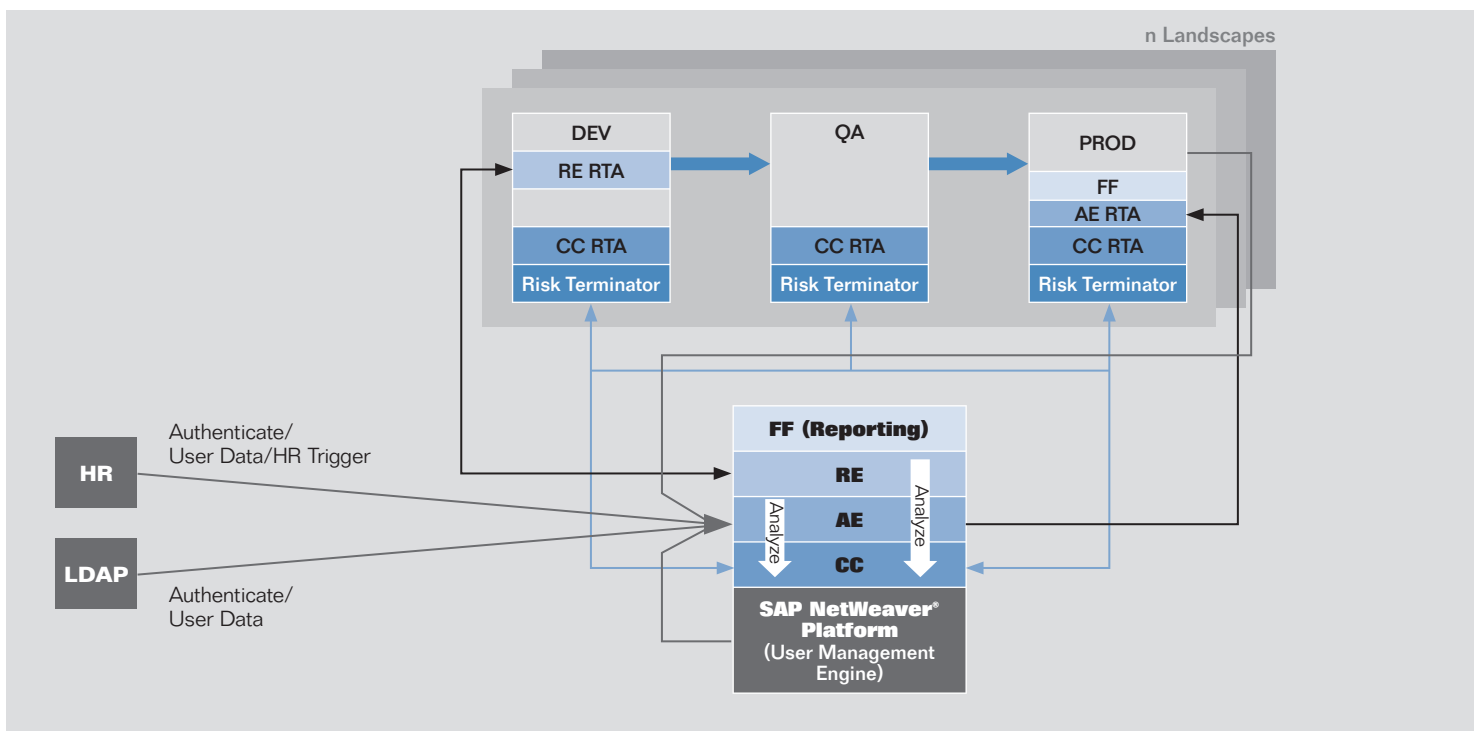 n Landscapes
DEV
RE RTA
CC RTA
Risk Terminator
QA
CC RTA
Risk Terminator
PROD
FF
AE RTA
CC RTA
Risk Terminator
HR
Authenticate/
User Data/HR Trigger
LDAP
Authenticate/
User Data
FF (Reporting)
RE
AE
CC
Analyze
Analyze
SAP NetWeaver®
Platform
(User Management
Engine)